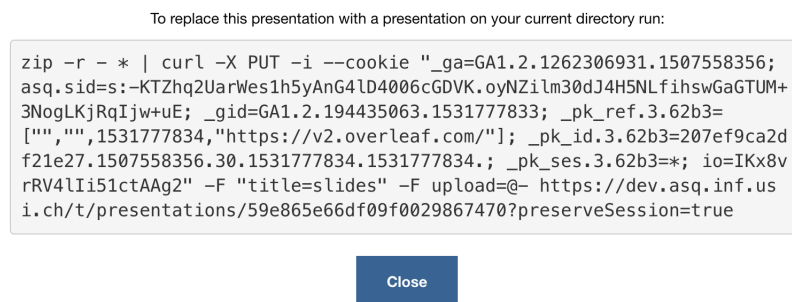 To replace this presentation with a presentation on your current directory run:
zip -r - * | curl -X PUT -i --cookie "_ga=GA1.2.1262306931.1507558356;
asq.sid=s:-KTZhq2UarWes1h5yAnG4lD4006cGDVK.oyNZilm30dJ4H5NLfihswGaGTUM+
3NogLKjRqIjw+uE; _gid=GA1.2.194435063.1531777833; _pk_ref.3.62b3=
["","",1531777834,"https://v2.overleaf.com/"]; _pk_id.3.62b3=207ef9ca2d
f21e27.1507558356.30.1531777834.1531777834.; _pk_ses.3.62b3=*; io=IKx8v
rRV4lIi51ctAAg2" -F "title=slides" -F upload=@- https://dev.asq.inf.us
i.ch/t/presentations/59e865e66df09f0029867470?preserveSession=true
Close